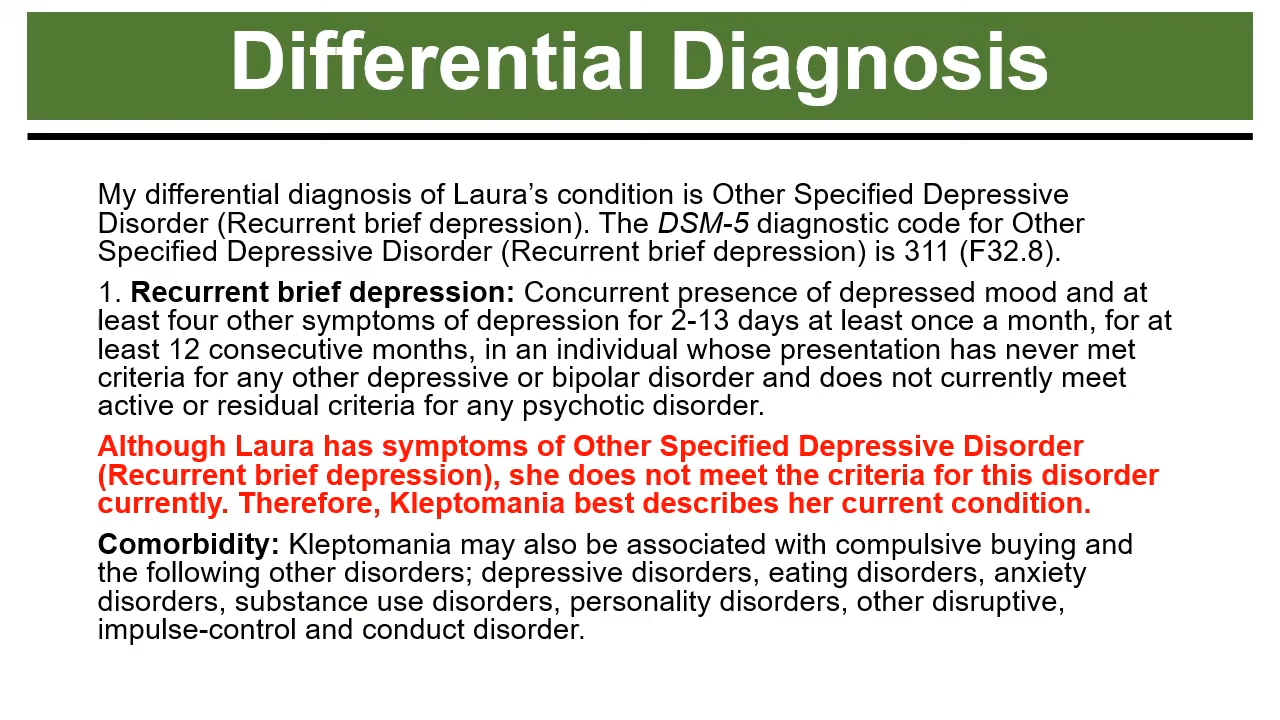 Differential Diagnosis
My differential diagnosis of Laura’s condition is Other Specified Depressive
Disorder (Recurrent brief depression). The DSM-5 diagnostic code for Other
Specified Depressive Disorder (Recurrent brief depression) is 311 (F32.8).
1. Recurrent brief depression: Concurrent presence of depressed mood and at
least four other symptoms of depression for 2-13 days at least once a month, for at
least 12 consecutive months, in an individual whose presentation has never met
criteria for any other depressive or bipolar disorder and does not currently meet
active or residual criteria for any psychotic disorder.
Although Laura has symptoms of Other Specified Depressive Disorder
(Recurrent brief depression), she does not meet the criteria for this disorder
currently. Therefore, Kleptomania best describes her current condition.
Comorbidity: Kleptomania may also be associated with compulsive buying and
the following other disorders; depressive disorders, eating disorders, anxiety
disorders, substance use disorders, personality disorders, other disruptive,
impulse-control and conduct disorder.